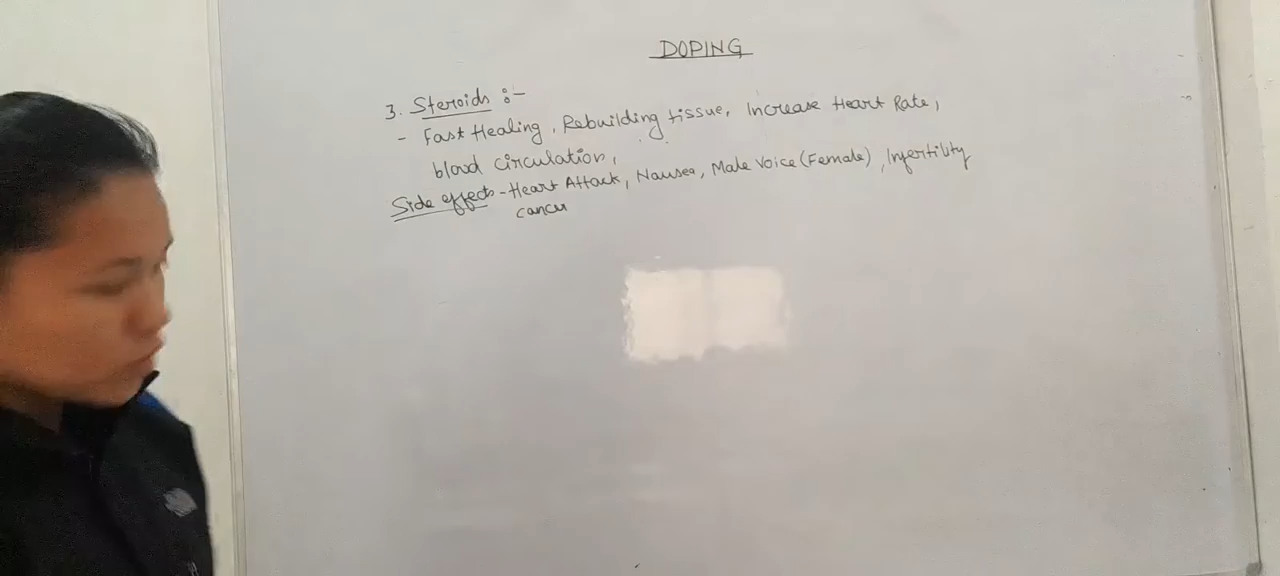 DOPING
3. Steroids :-
- Fast Healing, Rebuilding tissue, Increase Heart Rate,
blood circulation,
Side effects - Heart Attack, Nausea, Male Voice (Female), Infertility
cancer